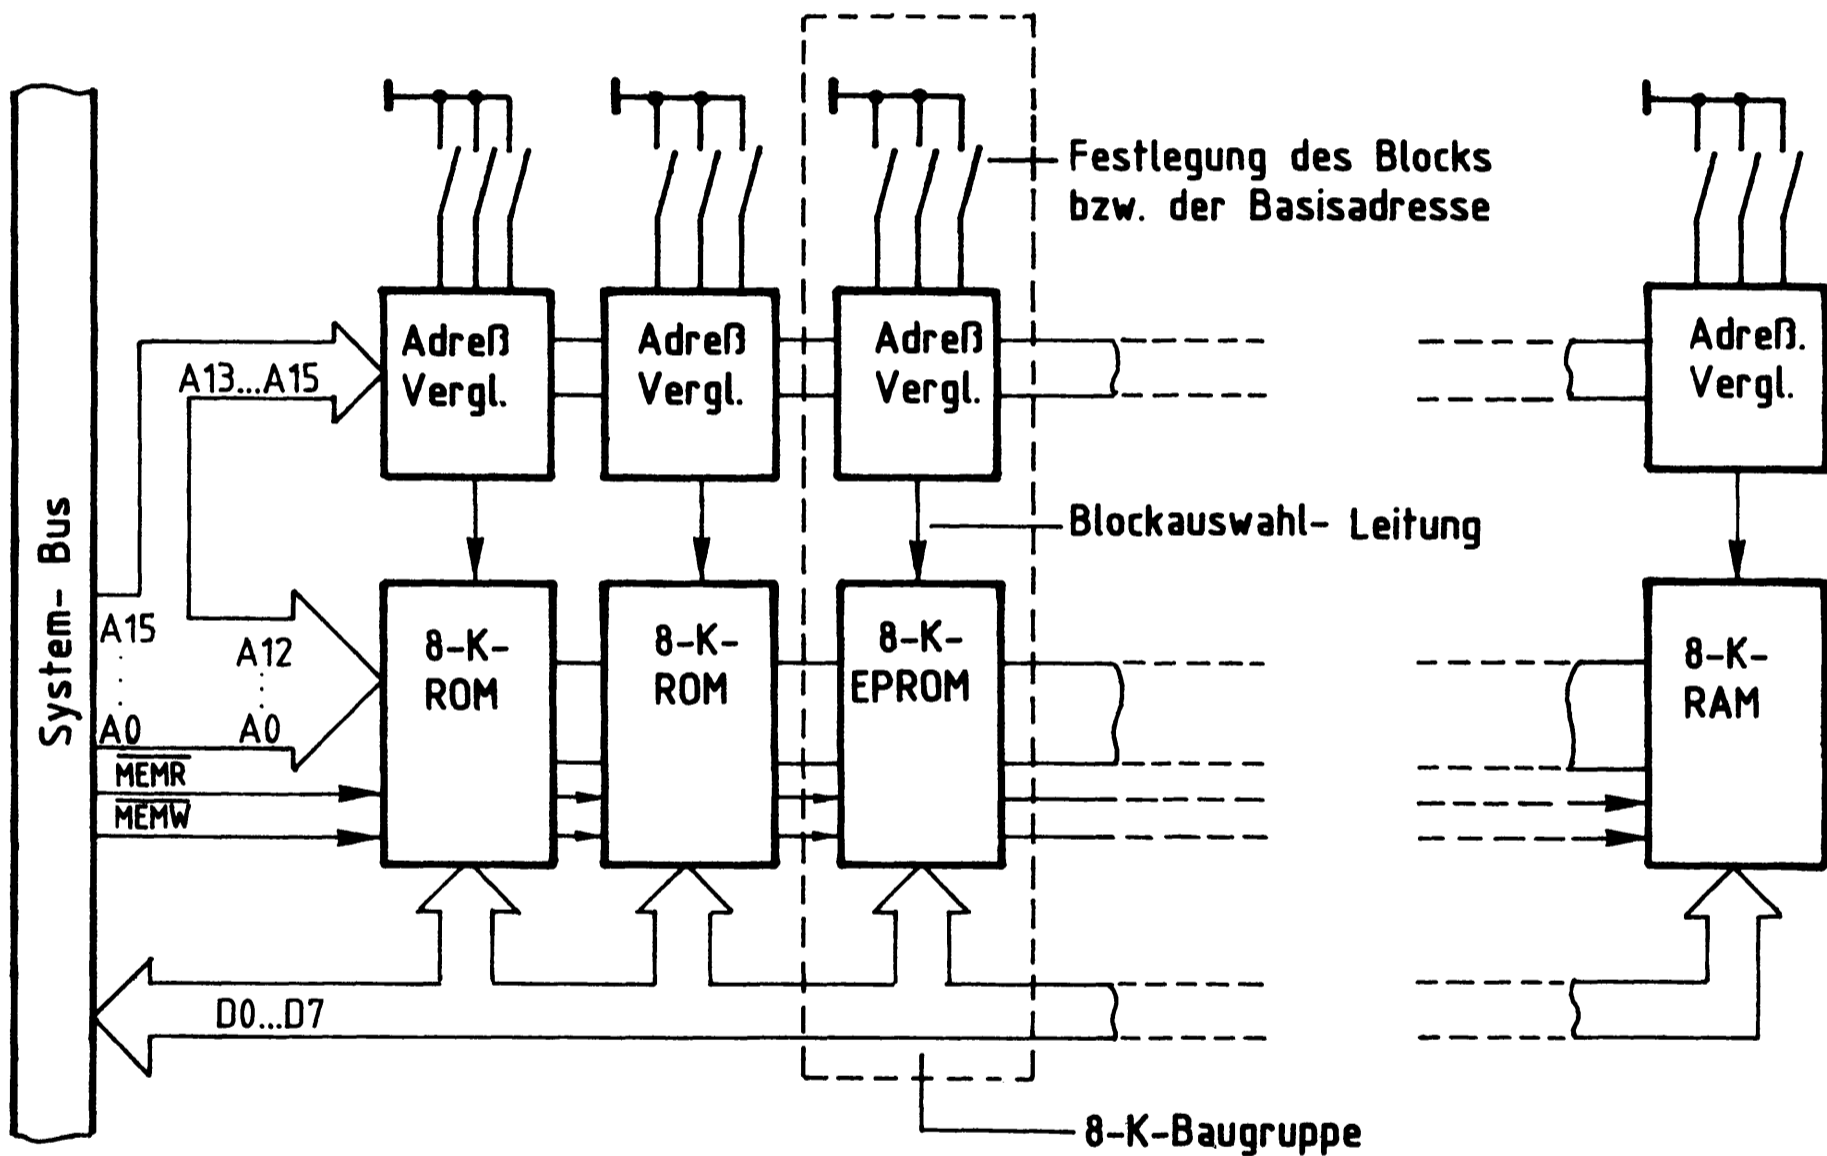 Festlegung des Blocks
bzw. der Basisadresse
Adreß
Vergl.
Adreß
Vergl.
Adreß
Vergl.
Adreß.
Vergl.
A13...A15
Blockauswahl- Leitung
System- Bus
A15
A0
A12
A0
8-K-
ROM
8-K-
ROM
8-K-
EPROM
8-K-
RAM
MEMR
MEMW
D0...D7
8-K-Baugruppe